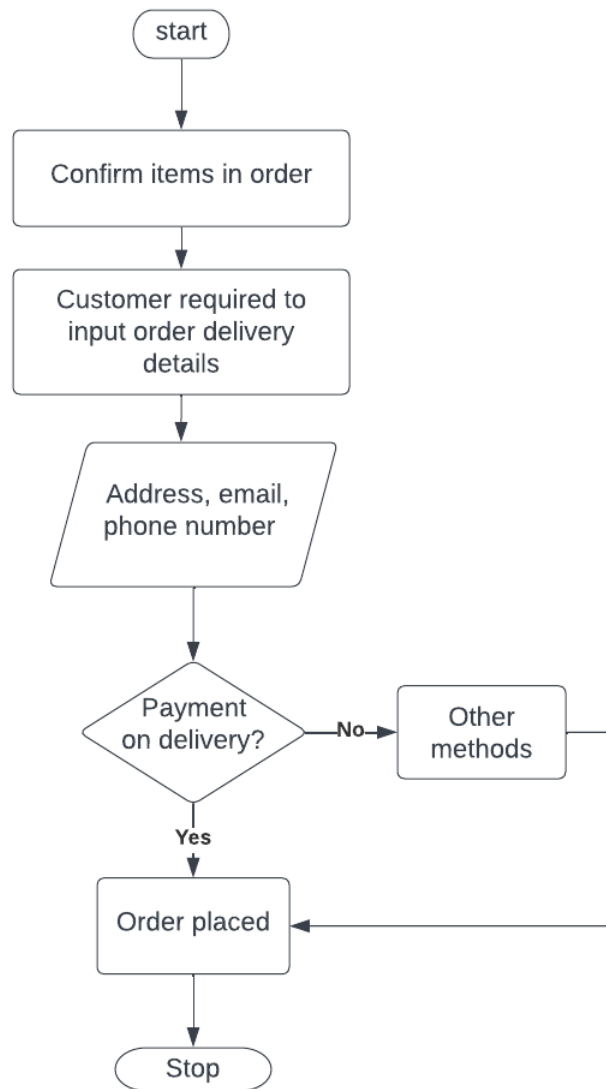 start
Confirm items in order
Customer required to
input order delivery
details
Address, email,
phone number
Payment
on delivery?
No
Other
methods
Yes
Order placed
Stop